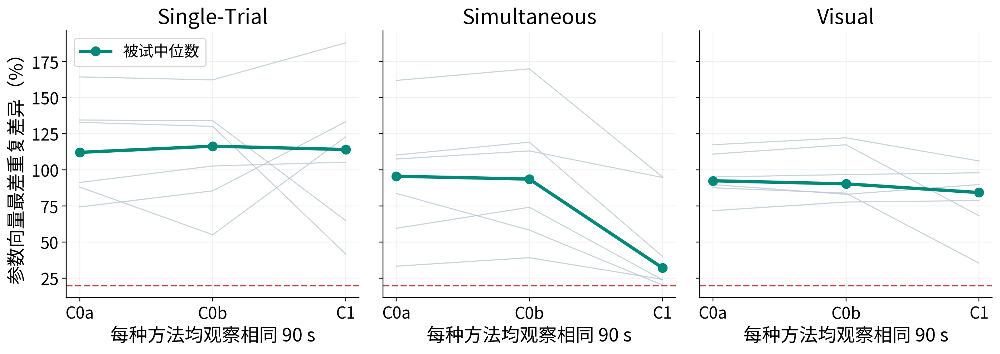 Single-Trial
Simultaneous
Visual
被试中位数
参数向量最差重复差异（%）
175
150
125
100
75
50
25
C0a
C0b
C1
C0a
C0b
C1
C0a
C0b
C1
每种方法均观察相同 90 s
每种方法均观察相同 90 s
每种方法均观察相同 90 s